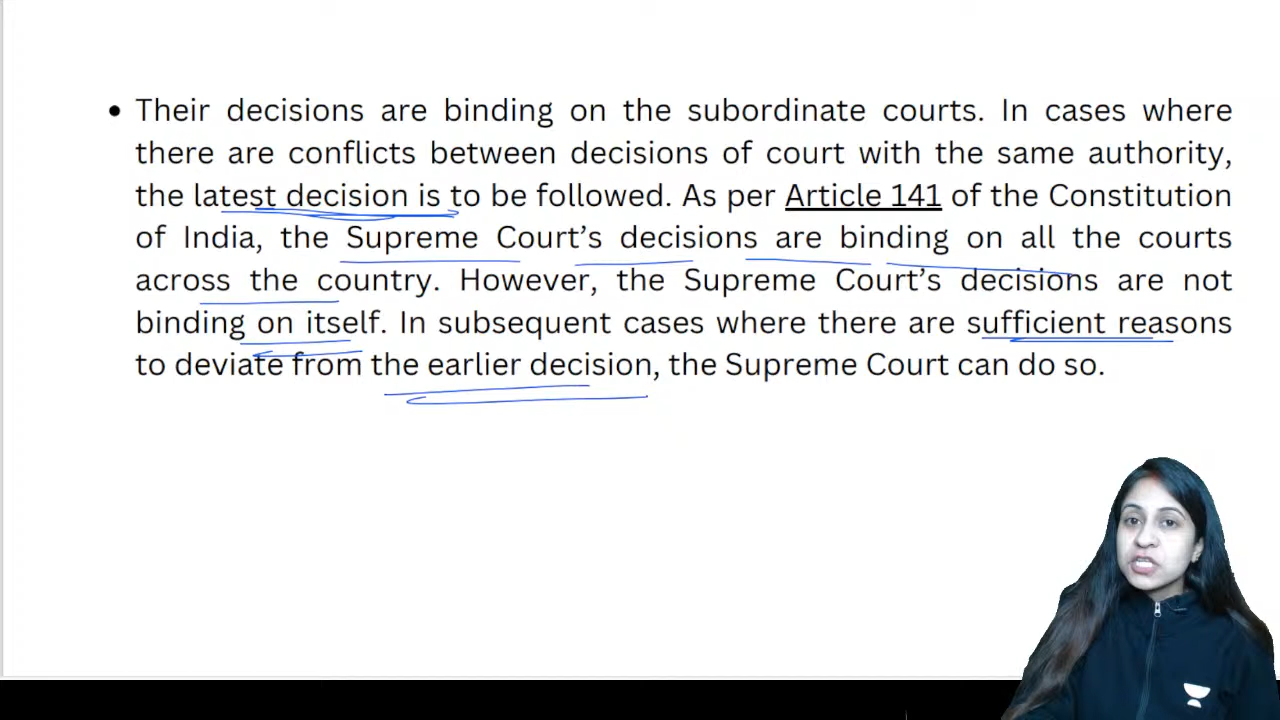 • Their decisions are binding on the subordinate courts. In cases where
there are conflicts between decisions of court with the same authority,
the latest decision is to be followed. As per Article 141 of the Constitution
of India, the Supreme Court’s decisions are binding on all the courts
across the country. However, the Supreme Court’s decisions are not
binding on itself. In subsequent cases where there are sufficient reasons
to deviate from the earlier decision, the Supreme Court can do so.